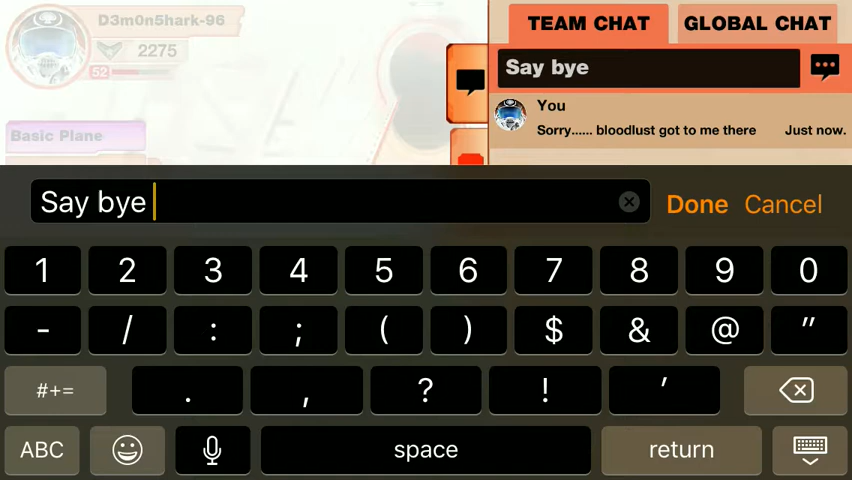 D3m0n5hark-96
2275
52
Basic Plane
TEAM CHAT
GLOBAL CHAT
Say bye
You
Sorry...... bloodlust got to me there
Just now.
Say bye
Done
Cancel
1 2 3 4 5 6 7 8 9 0
- / : ; ( ) $ & @ "
#+= . , ? ! '
ABC space return